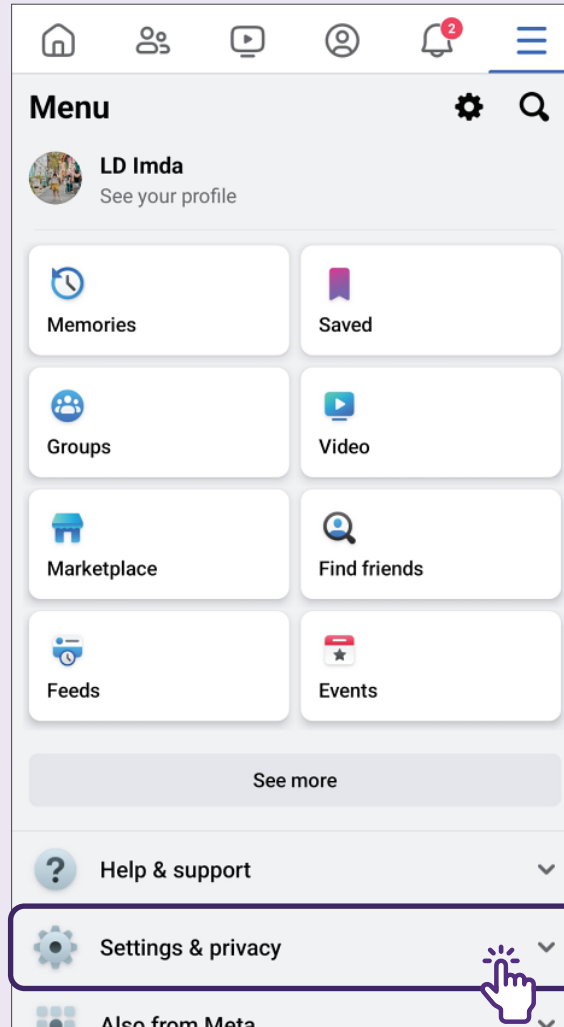 2
Menu
LD Imda
See your profile
Memories
Saved
Groups
Video
Marketplace
Find friends
Feeds
Events
See more
Help & support
Settings & privacy
Also from Meta